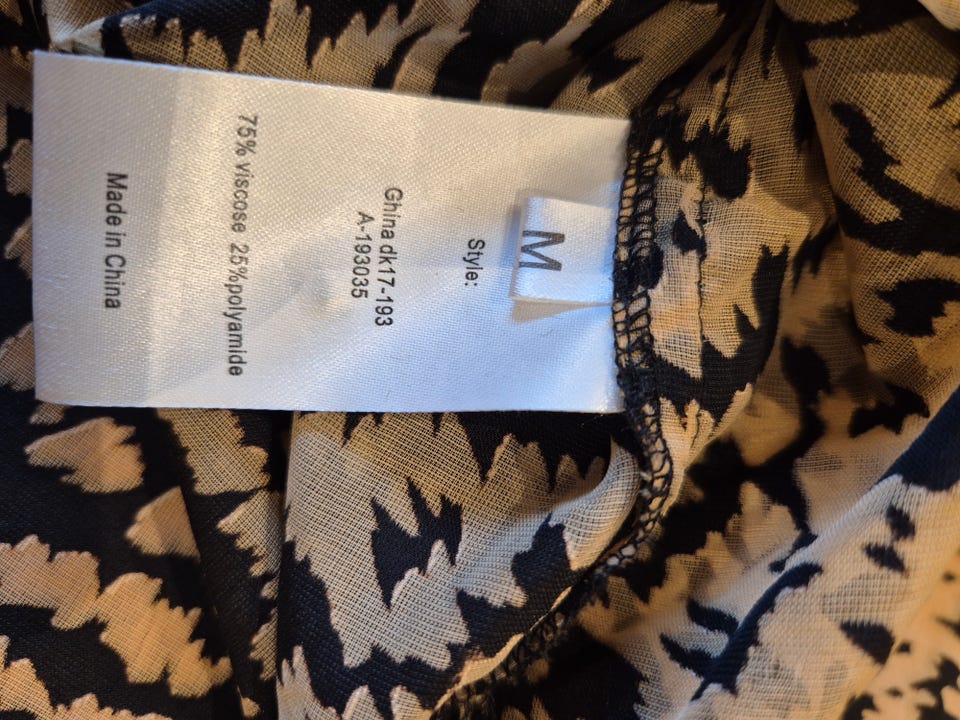 M
Style:
Ghina dk17-193
A-193035
75% viscose 25%polyamide
Made in China